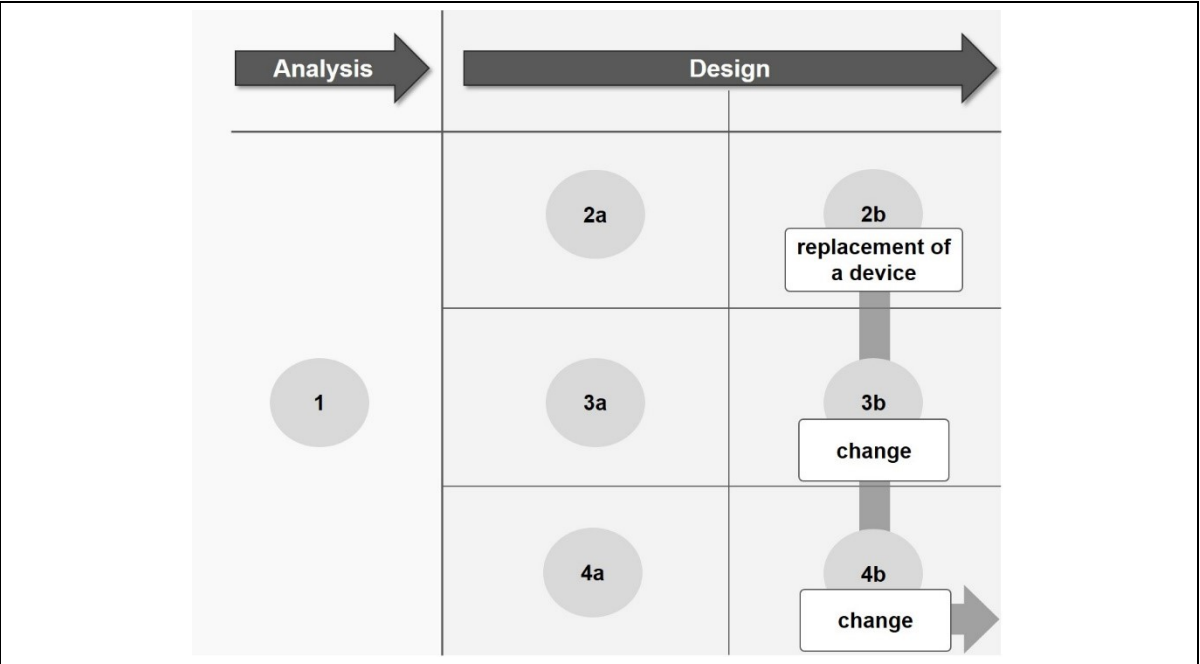 Analysis
Design
2a
2b
replacement of
a device
1
3a
3b
change
4a
4b
change